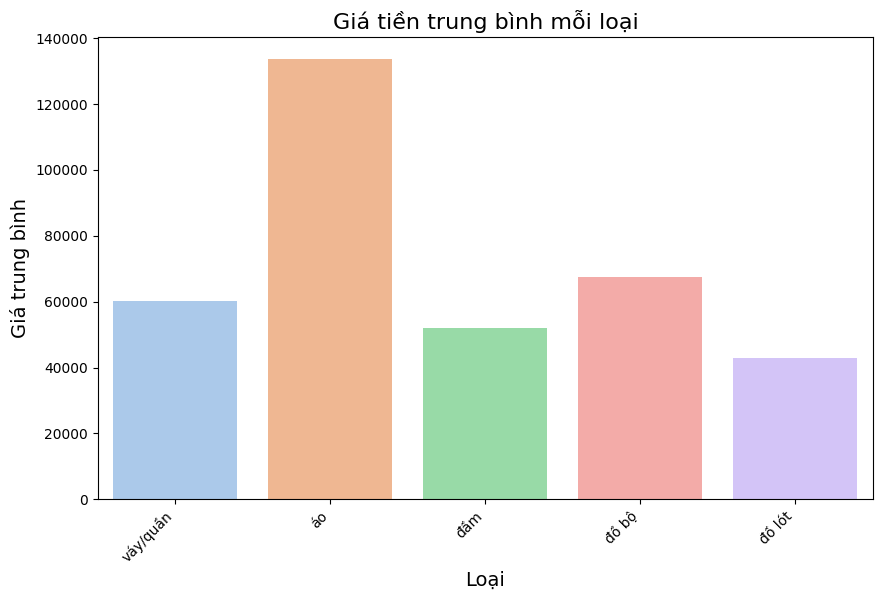 Giá tiền trung bình mỗi loại
140000
120000
100000
80000
60000
40000
20000
0
Giá trung bình
váy/quần
áo
đầm
đồ bộ
đồ lót
Loại